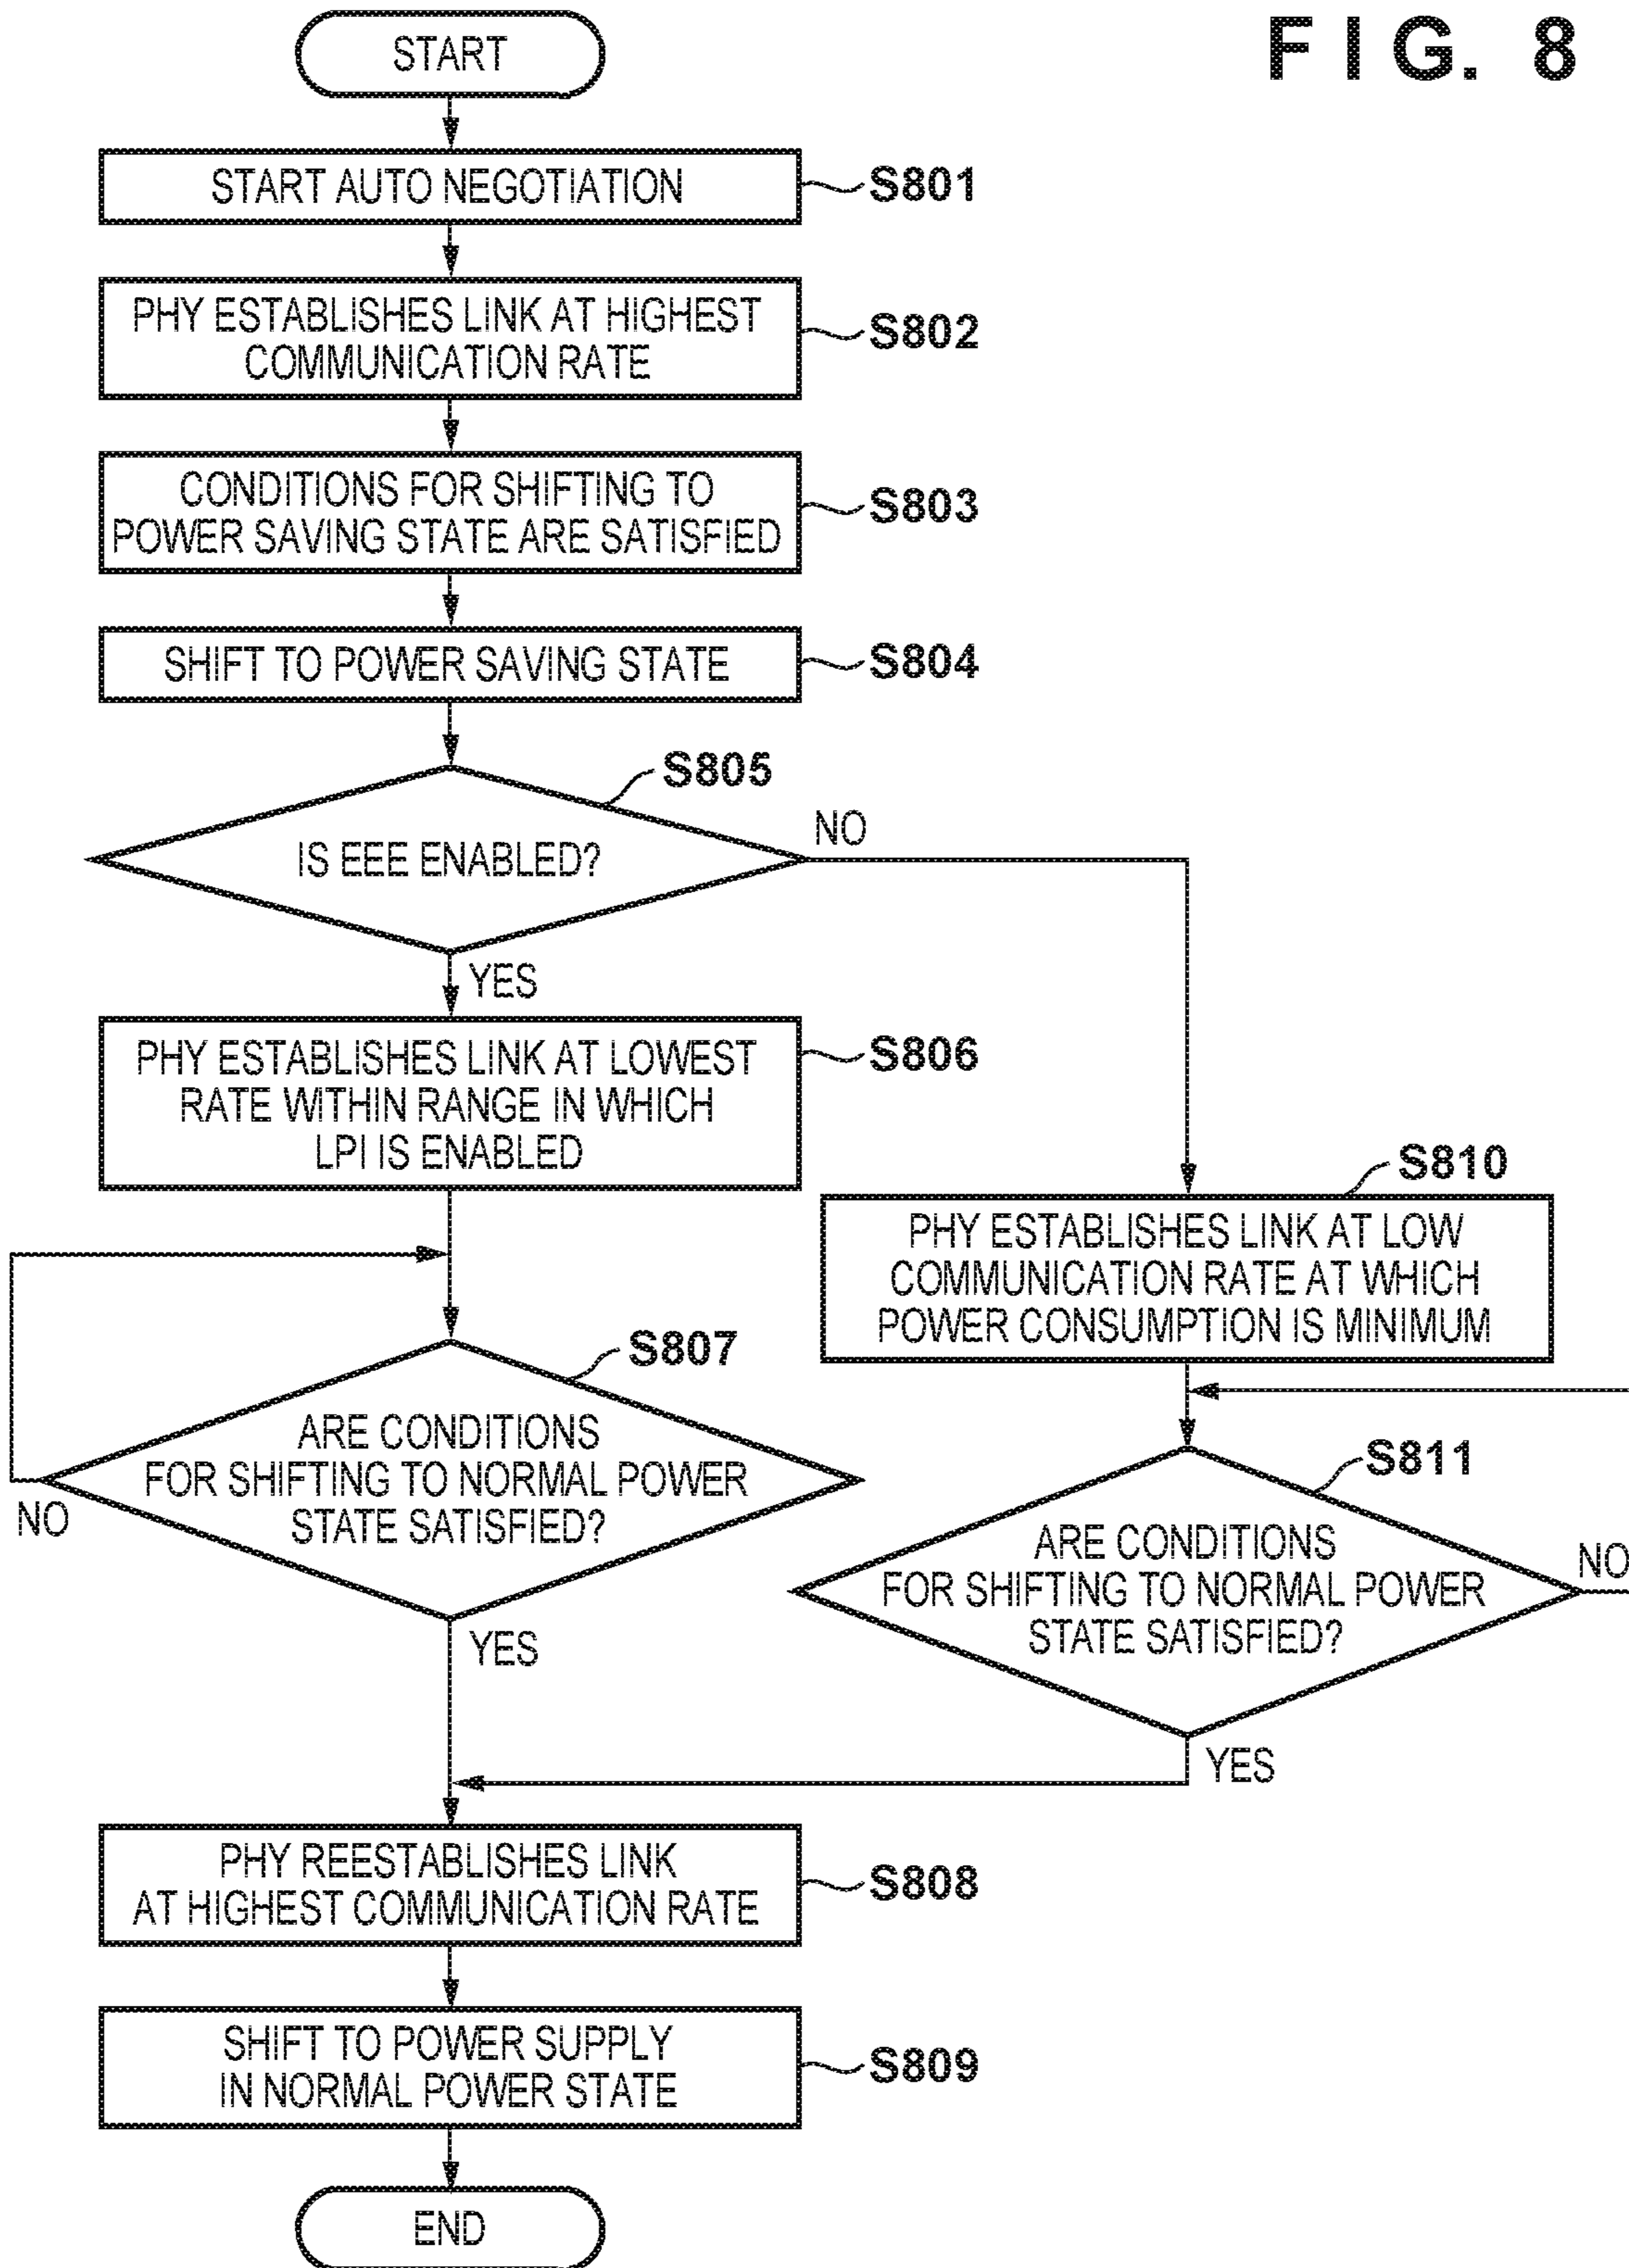 FIG. 8
START
START AUTO NEGOTIATION
S801
PHY ESTABLISHES LINK AT HIGHEST
COMMUNICATION RATE
S802
CONDITIONS FOR SHIFTING TO
POWER SAVING STATE ARE SATISFIED
S803
SHIFT TO POWER SAVING STATE
S804
S805
IS EEE ENABLED?
NO
YES
PHY ESTABLISHES LINK AT LOWEST
RATE WITHIN RANGE IN WHICH
LPI IS ENABLED
S806
S810
PHY ESTABLISHES LINK AT LOW
COMMUNICATION RATE AT WHICH
POWER CONSUMPTION IS MINIMUM
S807
ARE CONDITIONS
FOR SHIFTING TO NORMAL POWER
STATE SATISFIED?
NO
YES
S811
ARE CONDITIONS
FOR SHIFTING TO NORMAL POWER
STATE SATISFIED?
NO
YES
PHY REESTABLISHES LINK
AT HIGHEST COMMUNICATION RATE
S808
SHIFT TO POWER SUPPLY
IN NORMAL POWER STATE
S809
END